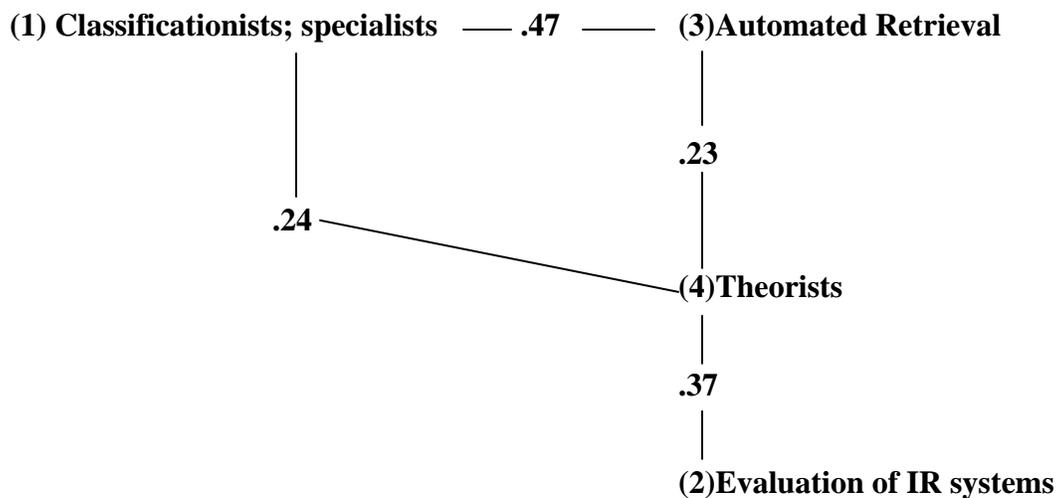 (1) Classificationists; specialists .47 (3)Automated Retrieval
.23
.24
(4)Theorists
.37
(2)Evaluation of IR systems